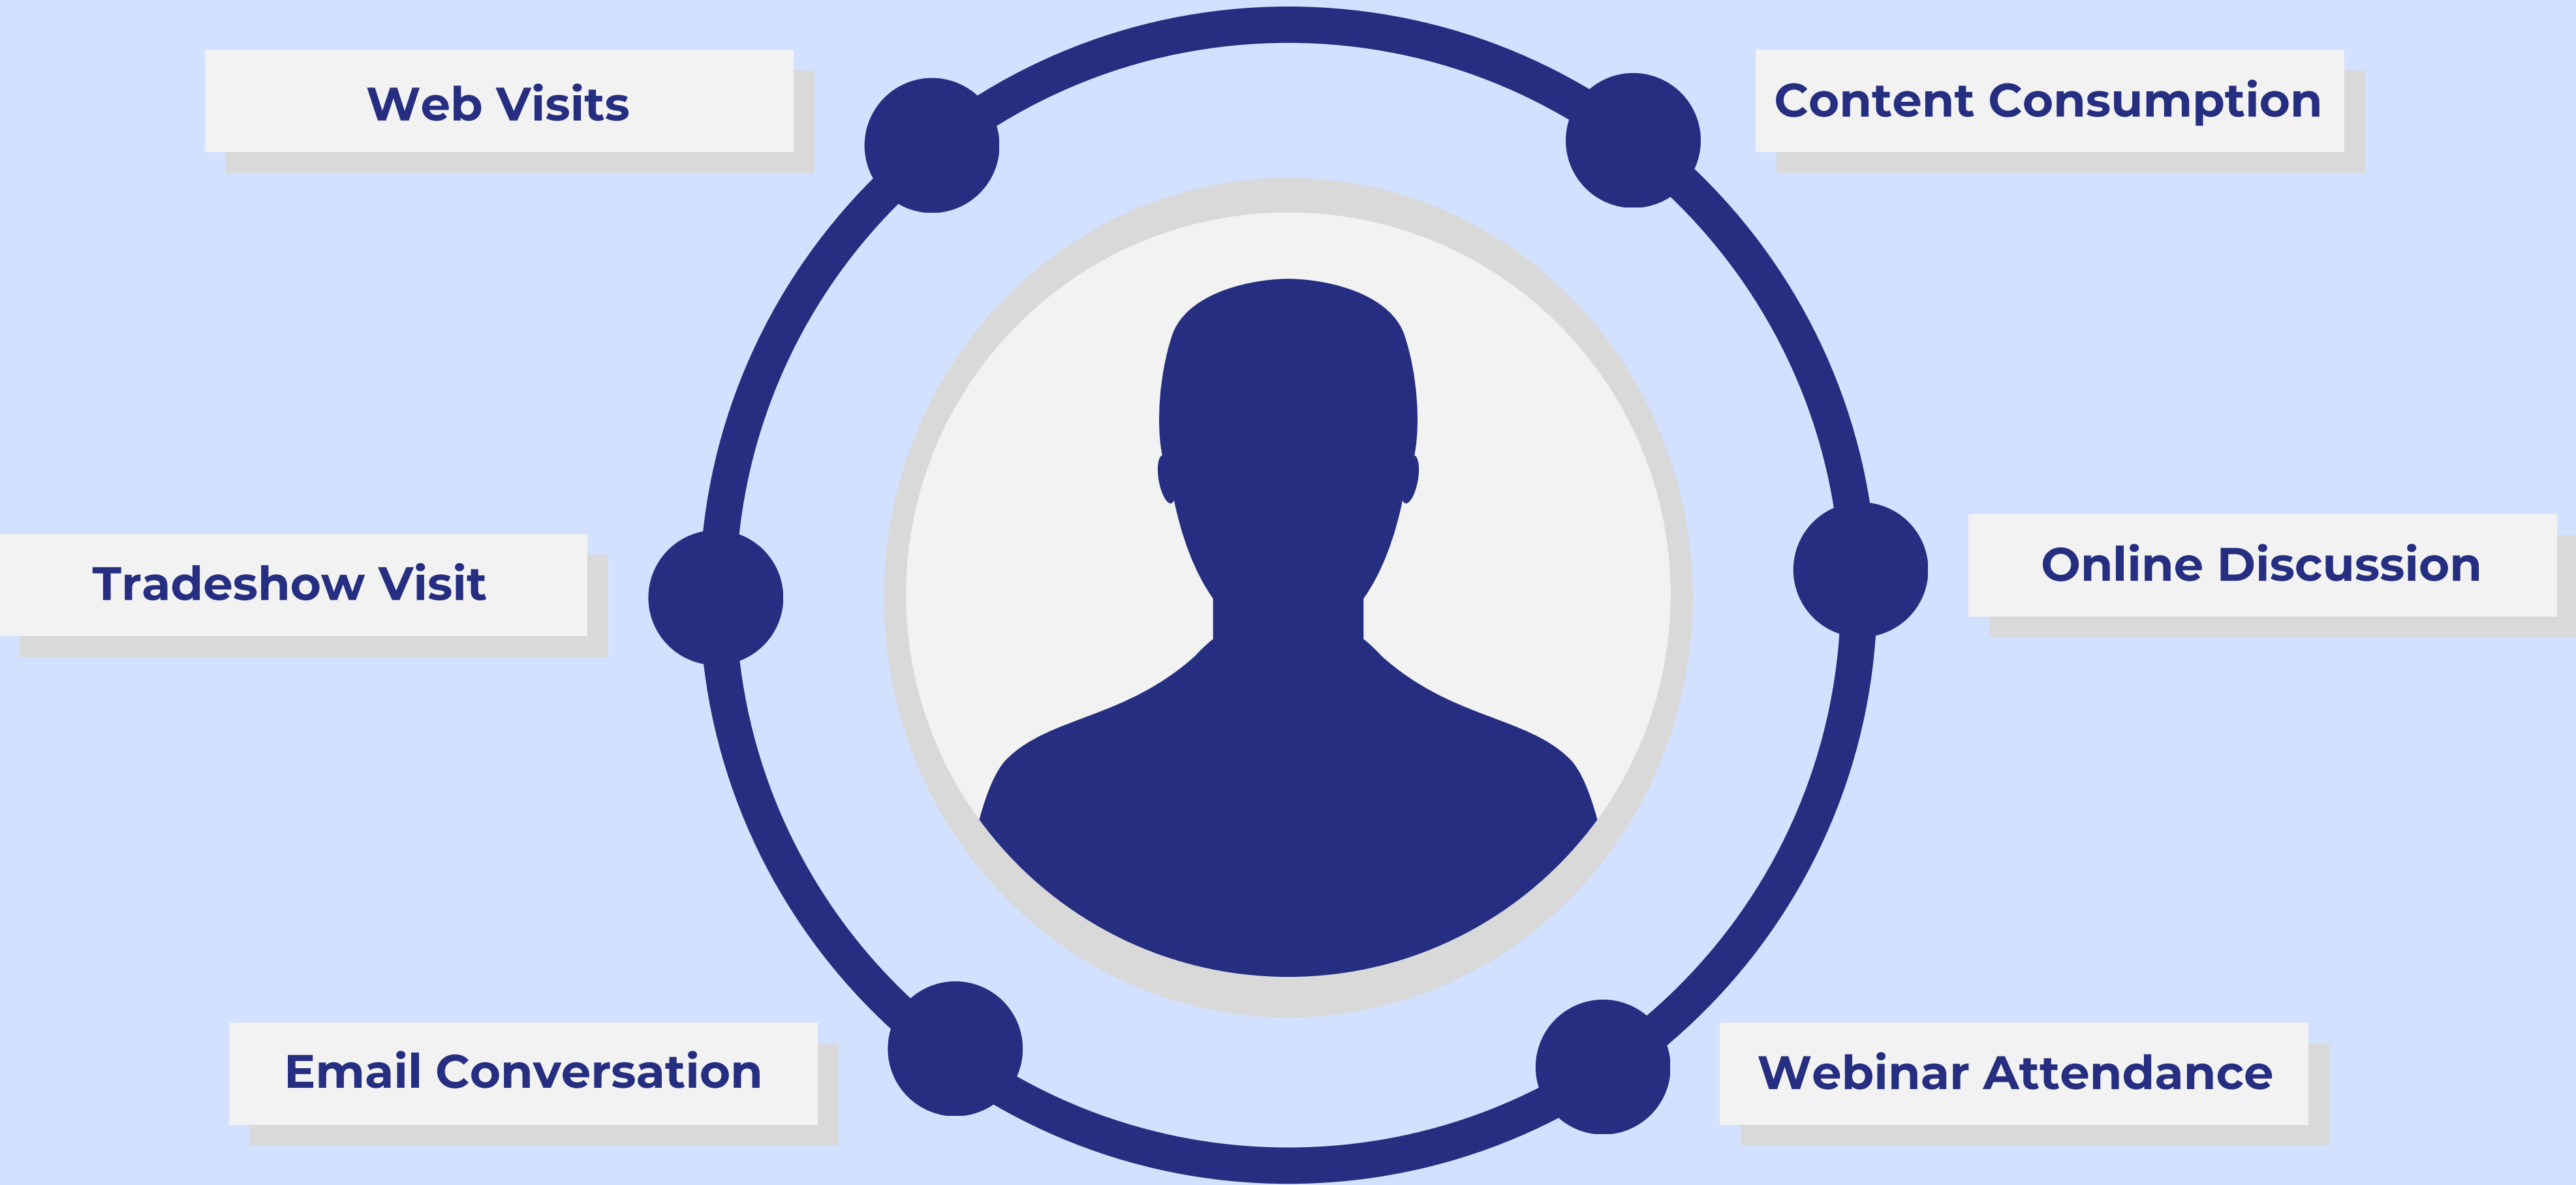 Web Visits
Content Consumption
Tradeshow Visit
Online Discussion
Email Conversation
Webinar Attendance